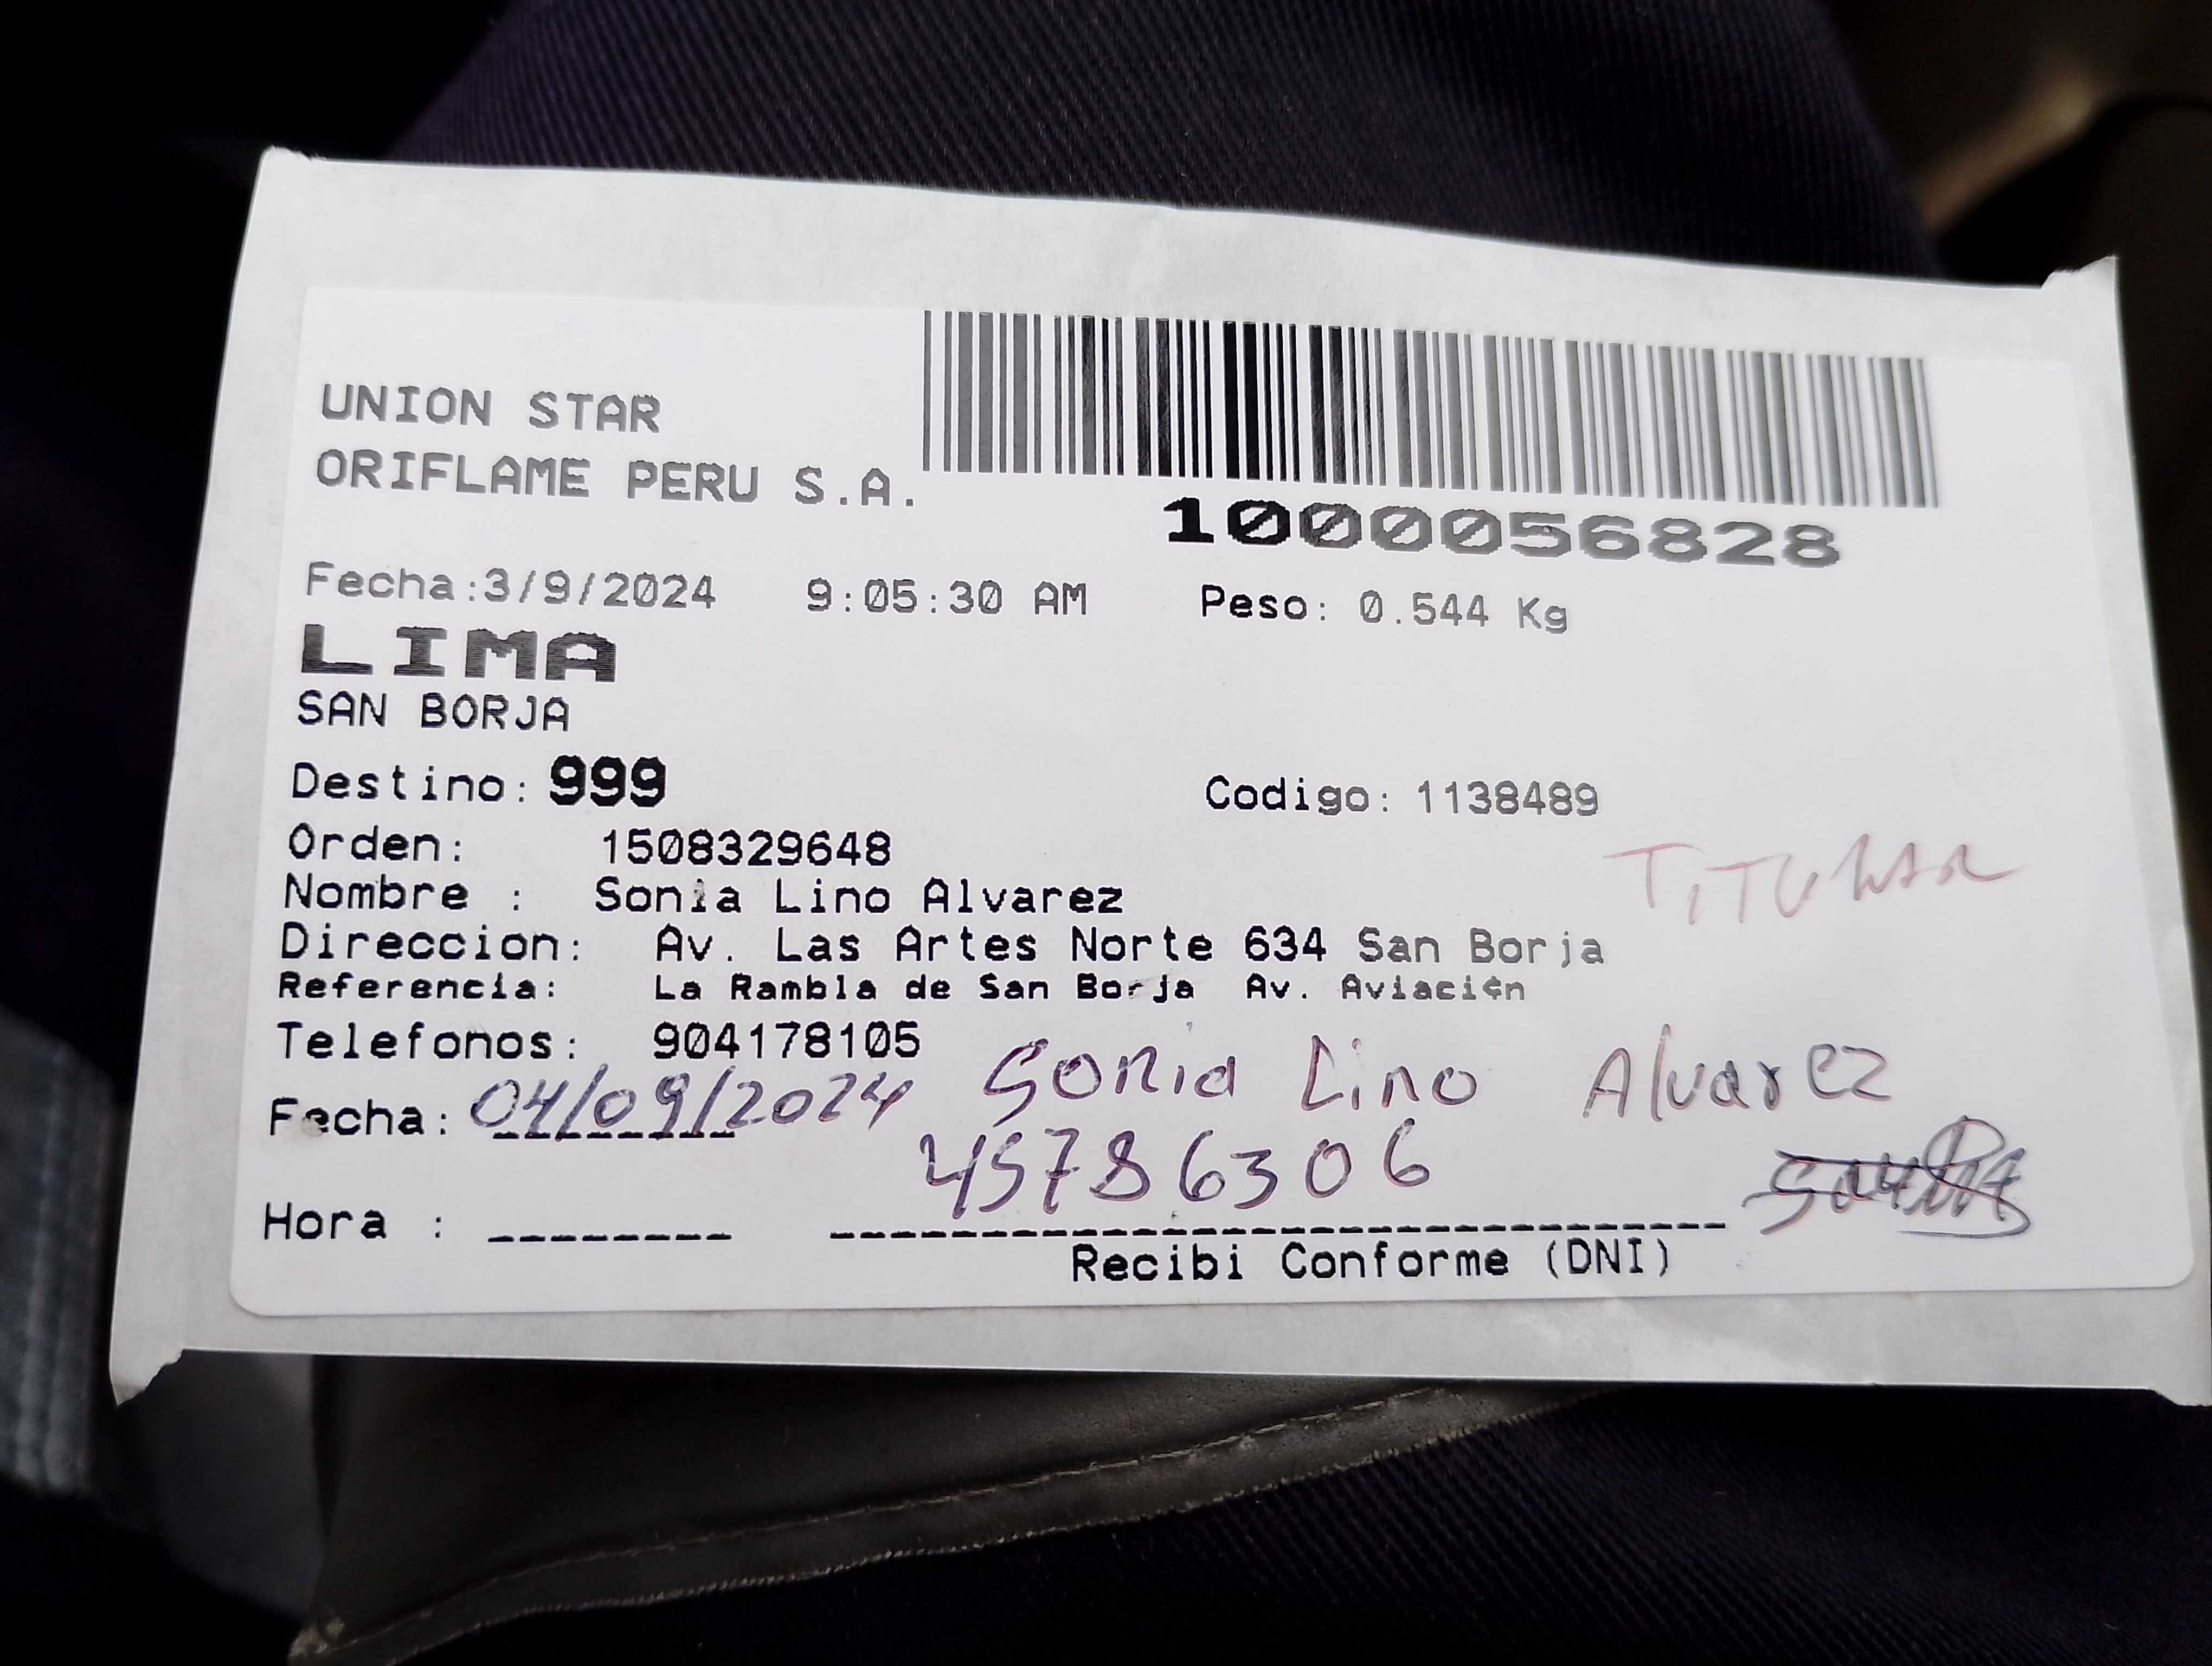 UNION STAR
ORIFLAME PERU S.A.
1000056828
Fecha:3/9/2024 9:05:30 AM Peso: 0.544 Kg
LIMA
SAN BORJA
Destino: 999 Codigo: 1138489
Orden: 1508329648
TITULAR
Nombre : Sonia Lino Alvarez
Direccion: Av. Las Artes Norte 634 San Borja
Referencia: La Rambla de San Borja Av. Aviaci¢n
Telefonos: 904178105
Sonia Lino Alvarez
Fecha: 04/09/2024
45786306
Hora :
Recibi Conforme (DNI)